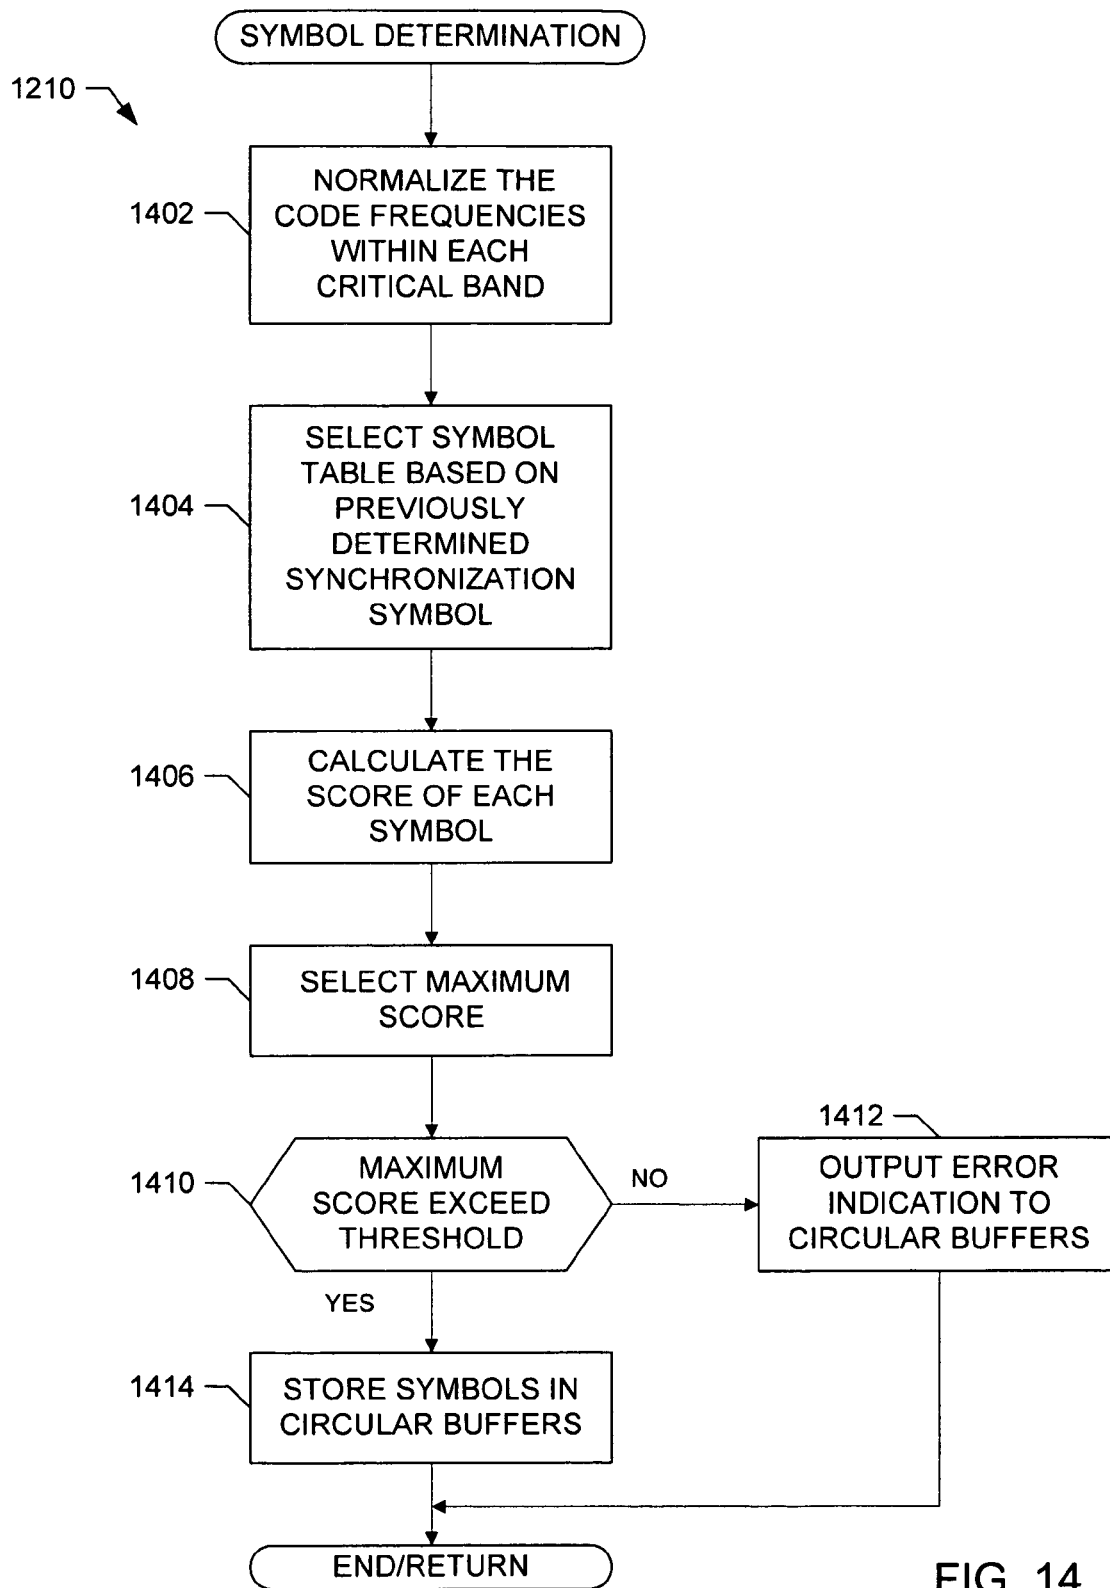 SYMBOL DETERMINATION
1210
NORMALIZE THE
CODE FREQUENCIES
WITHIN EACH
CRITICAL BAND
1402
SELECT SYMBOL
TABLE BASED ON
PREVIOUSLY
DETERMINED
SYNCHRONIZATION
SYMBOL
1404
CALCULATE THE
SCORE OF EACH
SYMBOL
1406
SELECT MAXIMUM
SCORE
1408
MAXIMUM
SCORE EXCEED
THRESHOLD
1410
NO
1412
OUTPUT ERROR
INDICATION TO
CIRCULAR BUFFERS
YES
STORE SYMBOLS IN
CIRCULAR BUFFERS
1414
END/RETURN
FIG. 14